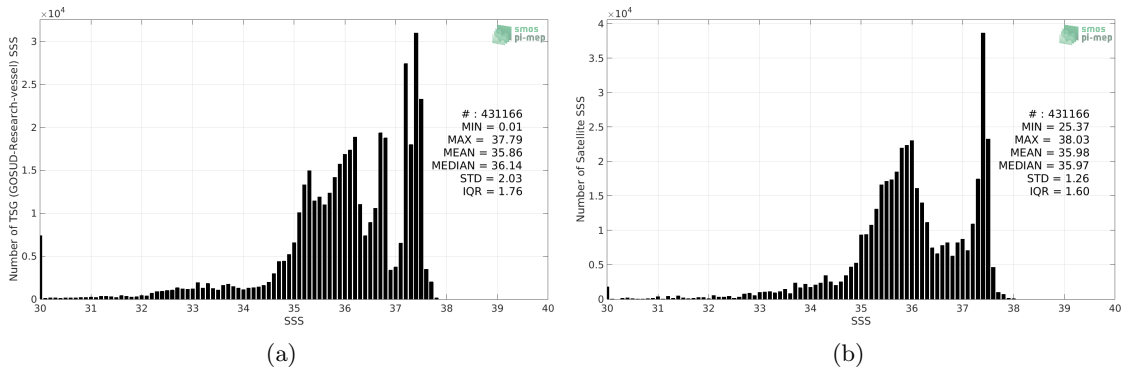 ×10⁴
3
2.5
2
1.5
1
0.5
0
Number of TSG (GOSUD-Research-vessel) SSS
smos
pi-mep
# : 431166
MIN = 0.01
MAX = 37.79
MEAN = 35.86
MEDIAN = 36.14
STD = 2.03
IQR = 1.76
30 31 32 33 34 35 36 37 38 39 40
SSS
(a)
×10⁴
4
3.5
3
2.5
2
1.5
1
0.5
0
Number of Satellite SSS
smos
pi-mep
# : 431166
MIN = 25.37
MAX = 38.03
MEAN = 35.98
MEDIAN = 35.97
STD = 1.26
IQR = 1.60
30 31 32 33 34 35 36 37 38 39 40
SSS
(b)